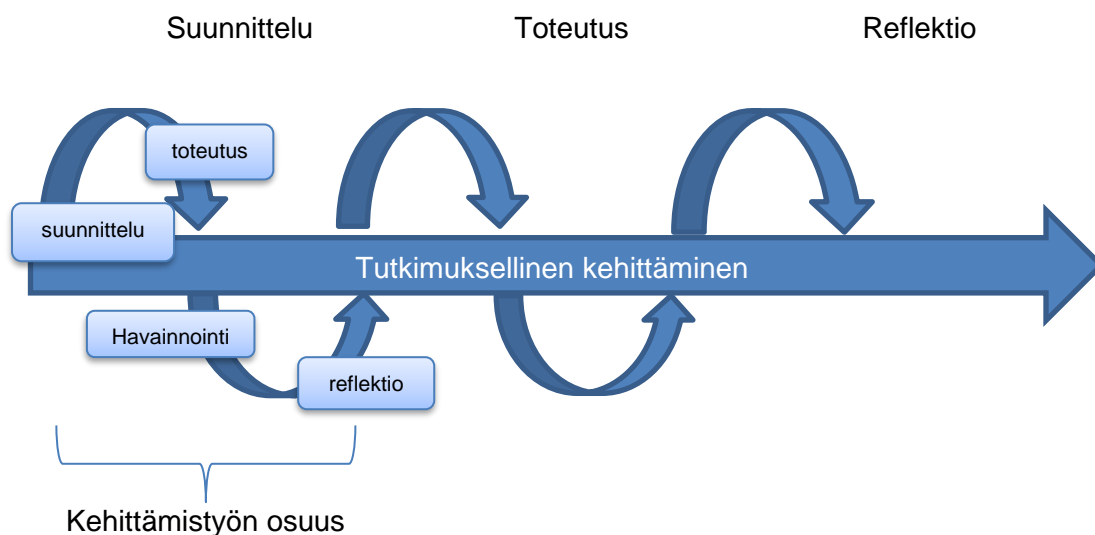 Suunnittelu
Toteutus
Reflektio
toteutus
suunnittelu
Tutkimuksellinen kehittäminen
Havainnointi
reflektio
Kehittämistyön osuus